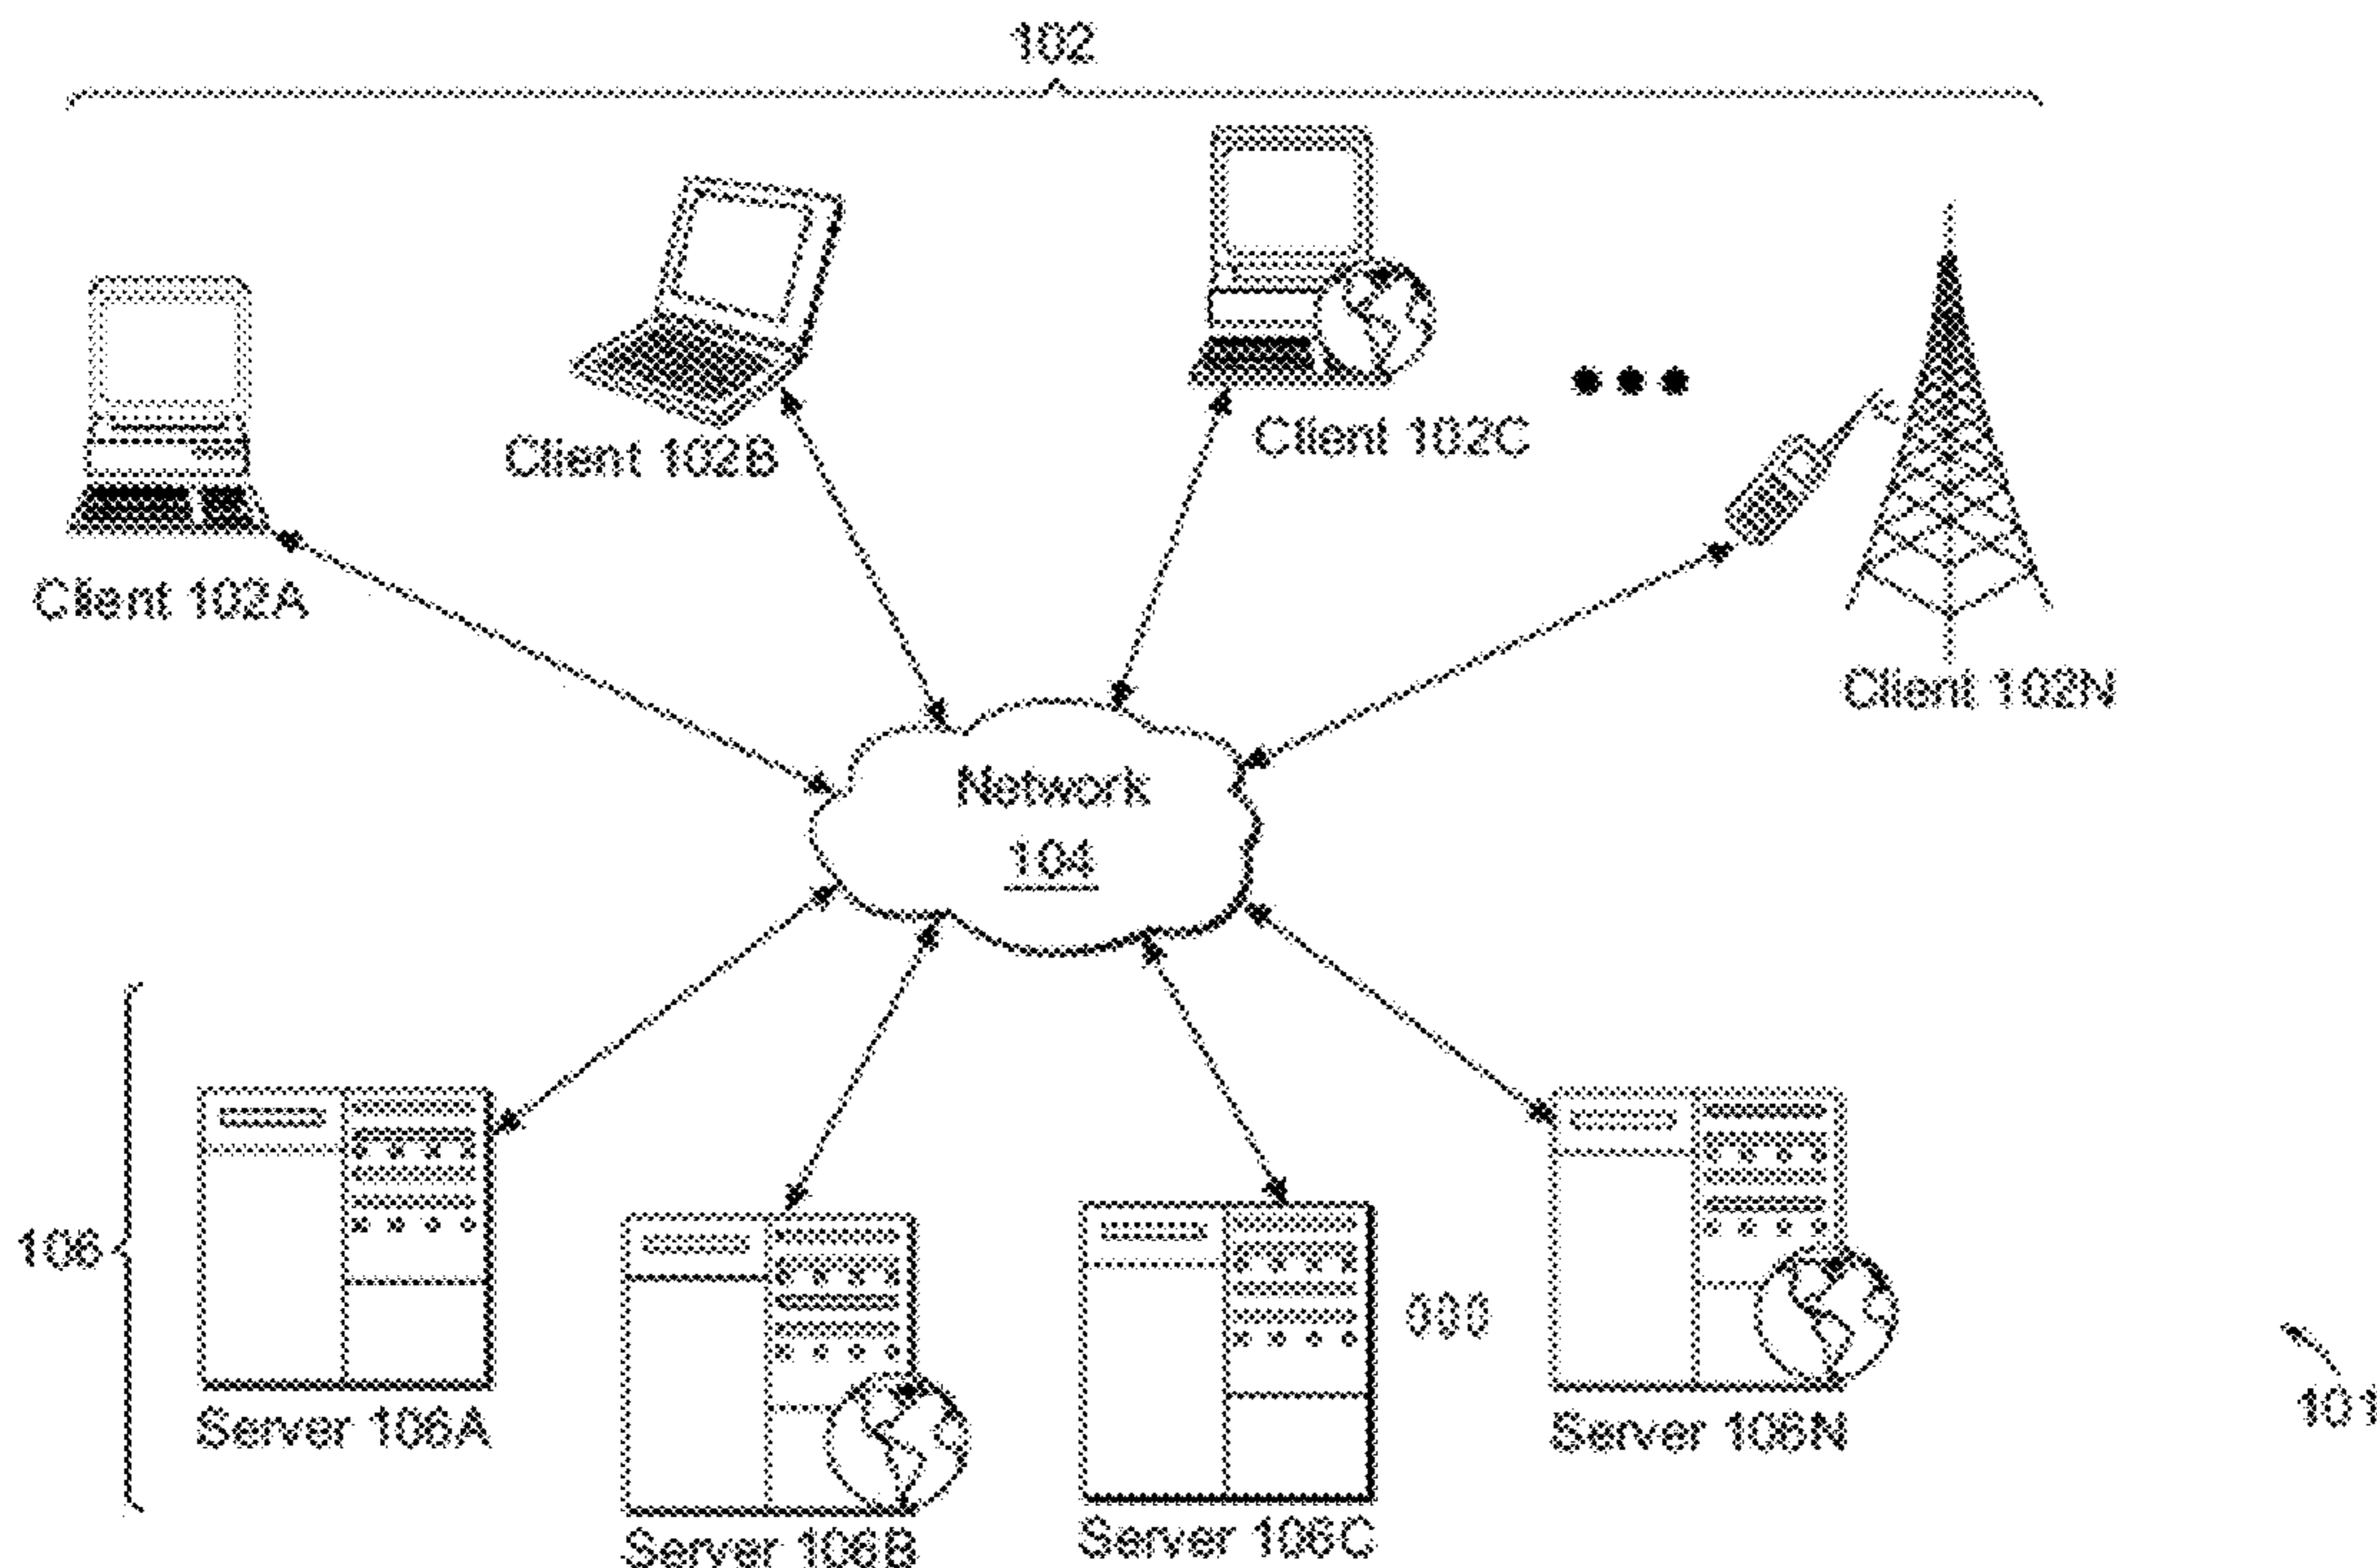 102
Client 102A
Client 102B
Client 102C
Client 102N
Network
104
106
Server 106A
Server 106B
Server 106C
Server 106N
101